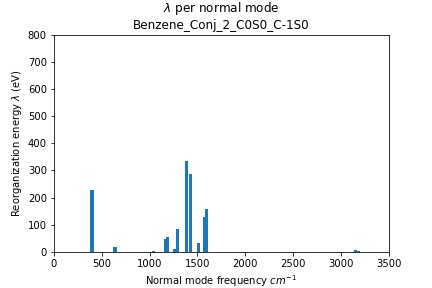 λ per normal mode
Benzene_Conj_2_C0S0_C-1S0
Reorganization energy λ (eV)
800
700
600
500
400
300
200
100
0
0 500 1000 1500 2000 2500 3000 3500
Normal mode frequency cm⁻¹